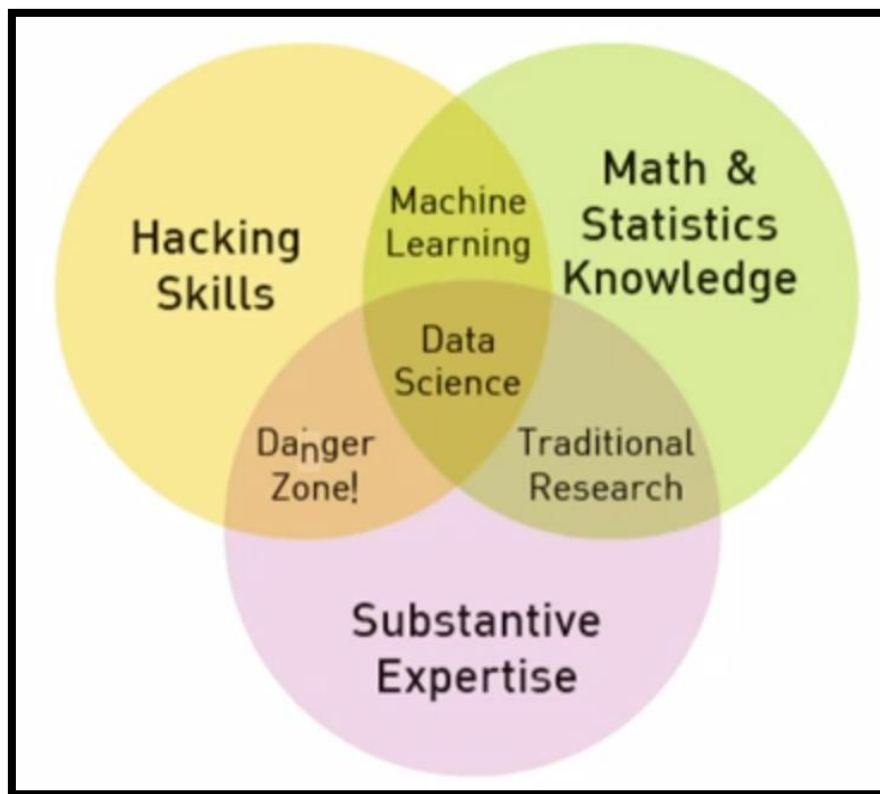 Hacking
Skills
Machine
Learning
Math &
Statistics
Knowledge
Data
Science
Danger
Zone!
Traditional
Research
Substantive
Expertise